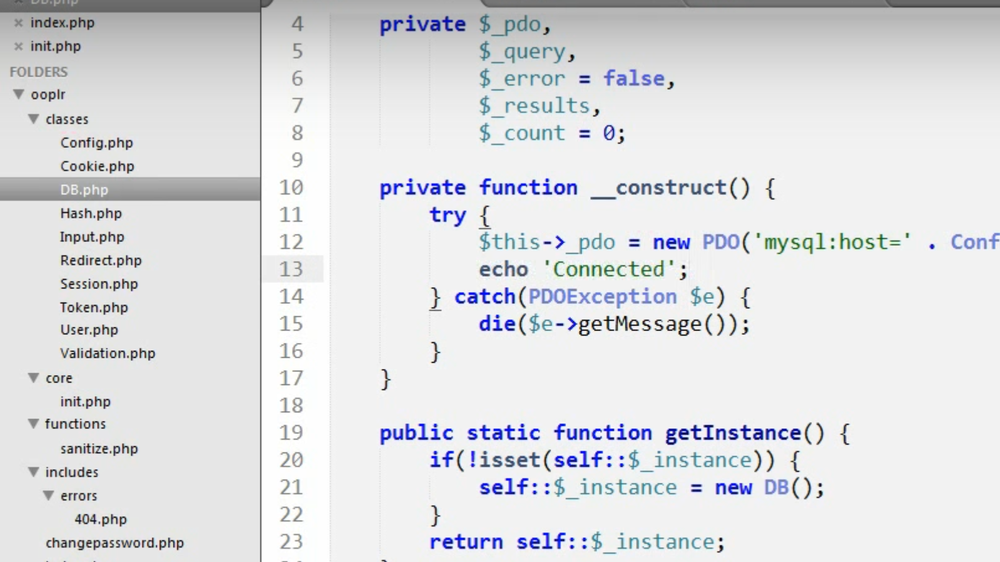 DB.php
index.php
init.php
FOLDERS
ooplr
classes
Config.php
Cookie.php
DB.php
Hash.php
Input.php
Redirect.php
Session.php
Token.php
User.php
Validation.php
core
init.php
functions
sanitize.php
includes
errors
404.php
changepassword.php
4 private $_pdo,
5 $_query,
6 $_error = false,
7 $_results,
8 $_count = 0;
9
10 private function __construct() {
11 try {
12 $this->_pdo = new PDO('mysql:host=' . Conf
13 echo 'Connected';
14 } catch(PDOException $e) {
15 die($e->getMessage());
16 }
17 }
18
19 public static function getInstance() {
20 if(!isset(self::$_instance)) {
21 self::$_instance = new DB();
22 }
23 return self::$_instance;